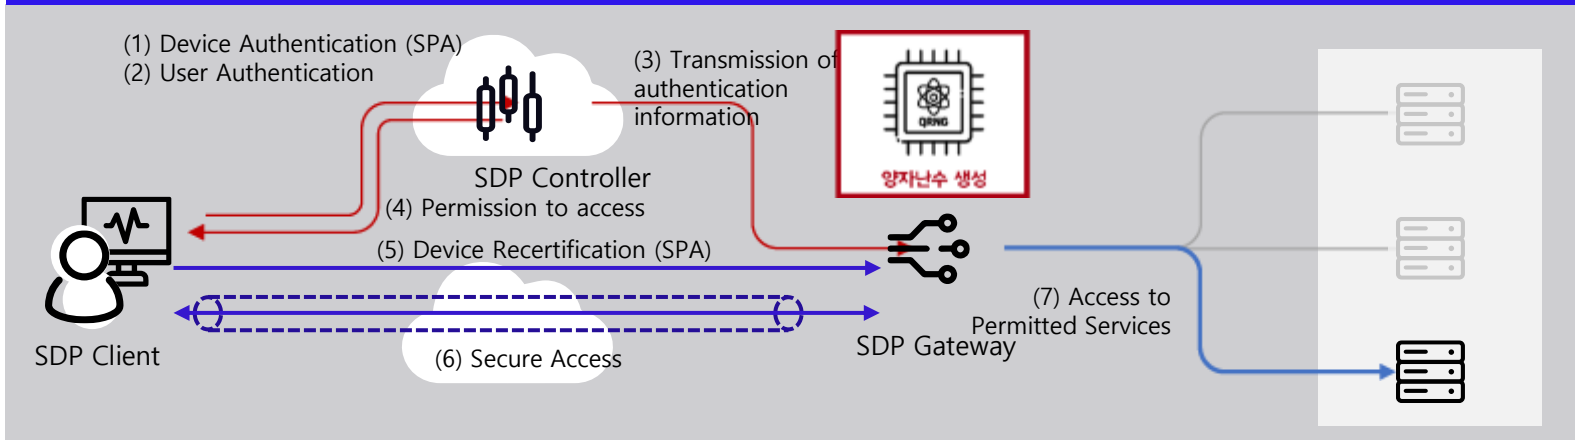 (1) Device Authentication (SPA)
(2) User Authentication
(3) Transmission of
authentication
information
QRNG
양자난수 생성
SDP Controller
(4) Permission to access
(5) Device Recertification (SPA)
(6) Secure Access
SDP Client
SDP Gateway
(7) Access to
Permitted Services